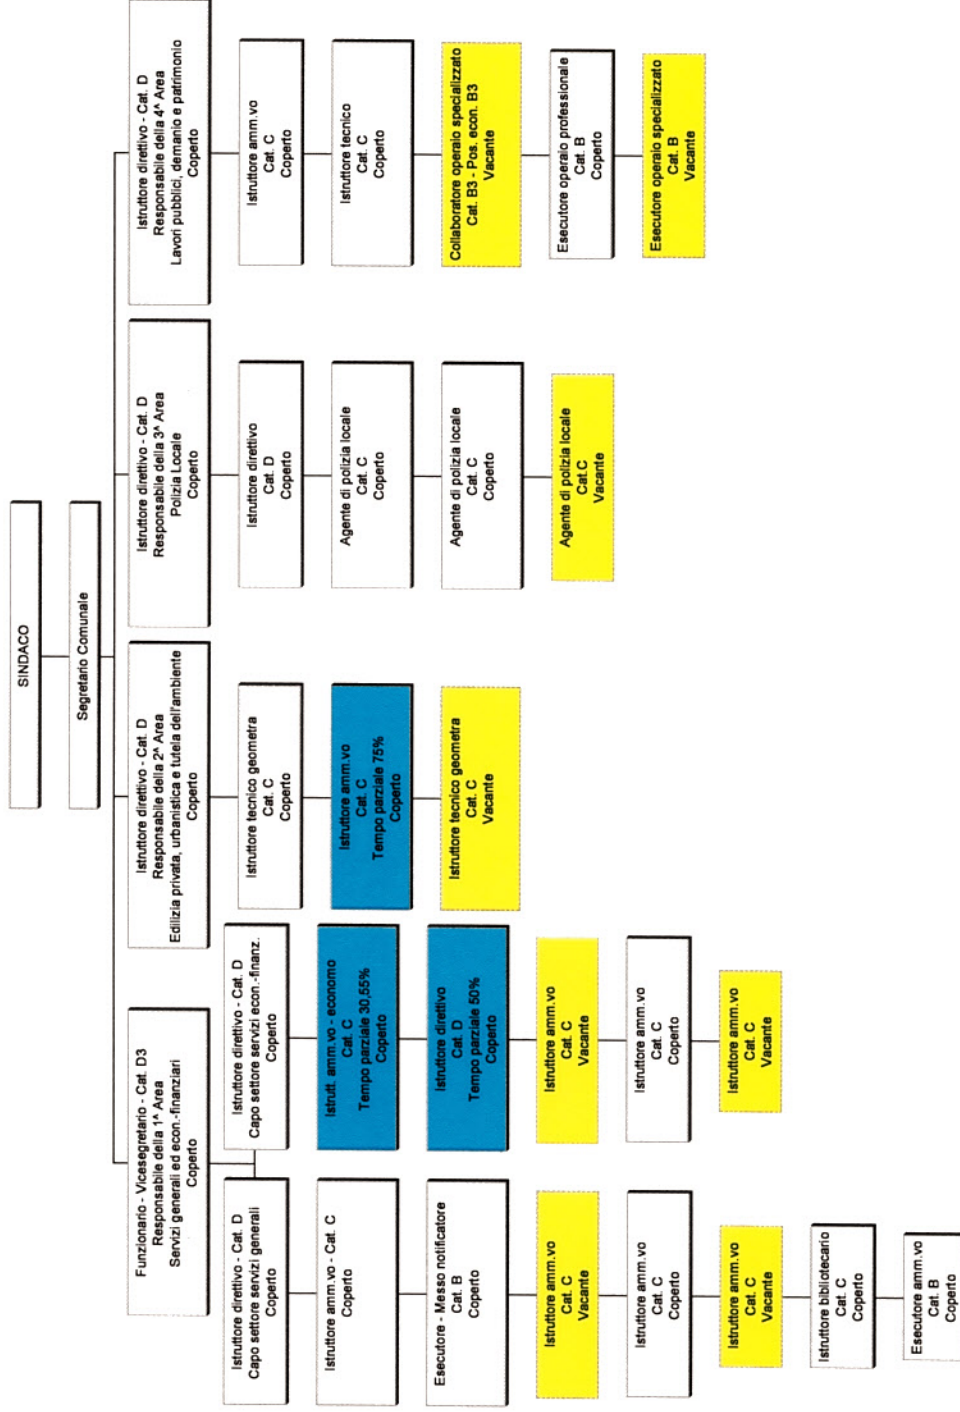 SINDACO
Segretario Comunale
Funzionario - Vicesegretario - Cat. D3
Responsabile della 1^ Area
Servizi generali ed econ.-finanziari
Coperto
Istruttore direttivo - Cat. D
Capo settore servizi generali
Coperto
Istruttore amm.vo - Cat. C
Coperto
Esecutore - Messo notificatore
Cat. B
Coperto
Istruttore amm.vo
Cat. C
Vacante
Istruttore amm.vo
Cat. C
Coperto
Istruttore amm.vo
Cat. C
Vacante
Istruttore bibliotecario
Cat. C
Coperto
Esecutore amm.vo
Cat. B
Coperto
Istruttore direttivo - Cat. D
Capo settore servizi econ.-finanz.
Coperto
Istrutt. amm.vo - economo
Cat. C
Tempo parziale 30,55%
Coperto
Istruttore direttivo
Cat. D
Tempo parziale 50%
Coperto
Istruttore amm.vo
Cat. C
Vacante
Istruttore amm.vo
Cat. C
Coperto
Istruttore amm.vo
Cat. C
Vacante
Istruttore direttivo - Cat. D
Responsabile della 2^ Area
Edilizia privata, urbanistica e tutela dell'ambiente
Coperto
Istruttore tecnico geometra
Cat. C
Coperto
Istruttore amm.vo
Cat. C
Tempo parziale 75%
Coperto
Istruttore tecnico geometra
Cat. C
Vacante
Istruttore direttivo - Cat. D
Responsabile della 3^ Area
Polizia Locale
Coperto
Istruttore direttivo
Cat. D
Coperto
Agente di polizia locale
Cat. C
Coperto
Agente di polizia locale
Cat. C
Coperto
Agente di polizia locale
Cat.C
Vacante
Istruttore direttivo - Cat. D
Responsabile della 4^ Area
Lavori pubblici, demanio e patrimonio
Coperto
Istruttore amm.vo
Cat. C
Coperto
Istruttore tecnico
Cat. C
Coperto
Collaboratore operaio specializzato
Cat. B3 - Pos. econ. B3
Vacante
Esecutore operaio professionale
Cat. B
Coperto
Esecutore operaio specializzato
Cat. B
Vacante